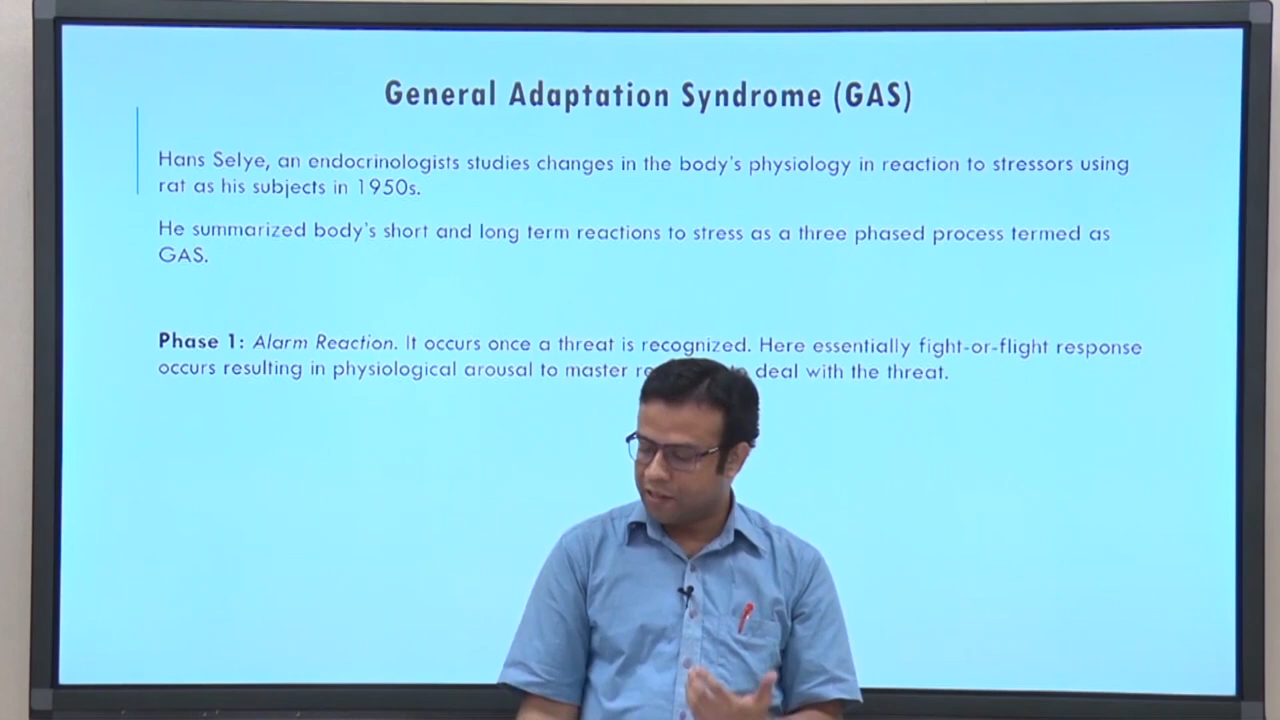 General Adaptation Syndrome (GAS)
Hans Selye, an endocrinologists studies changes in the body's physiology in reaction to stressors using
rat as his subjects in 1950s.
He summarized body's short and long term reactions to stress as a three phased process termed as
GAS.
Phase 1: Alarm Reaction. It occurs once a threat is recognized. Here essentially fight-or-flight response
occurs resulting in physiological arousal to master deal with the threat.